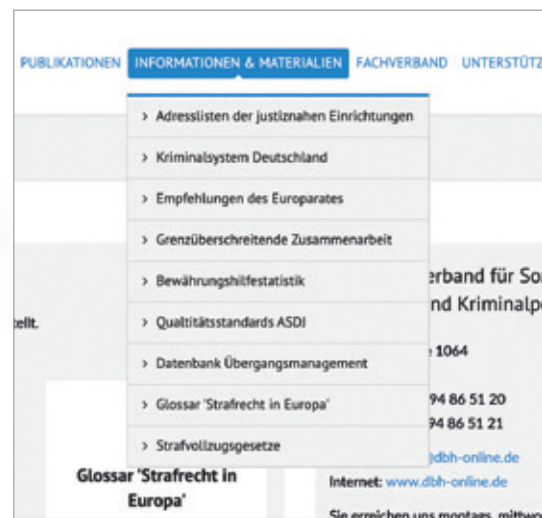 PUBLIKATIONEN INFORMATIONEN & MATERIALIEN FACHVERBAND UNTERSTÜTZ
> Adresslisten der justiznahen Einrichtungen
> Kriminalsystem Deutschland
> Empfehlungen des Europarates
> Grenzüberschreitende Zusammenarbeit
> Bewährungshilfestatistik
> Qualtitätsstandards ASDJ
> Datenbank Übergangsmanagement
> Glossar 'Strafrecht in Europa'
> Strafvollzugsgesetze
tellt.
Glossar 'Strafrecht in
Europa'
erband für So
nd Kriminalp
1064
94 86 51 20
94 86 51 21
@dbh-online.de
Internet: www.dbh-online.de
Sie erreichen uns montags, mittwo